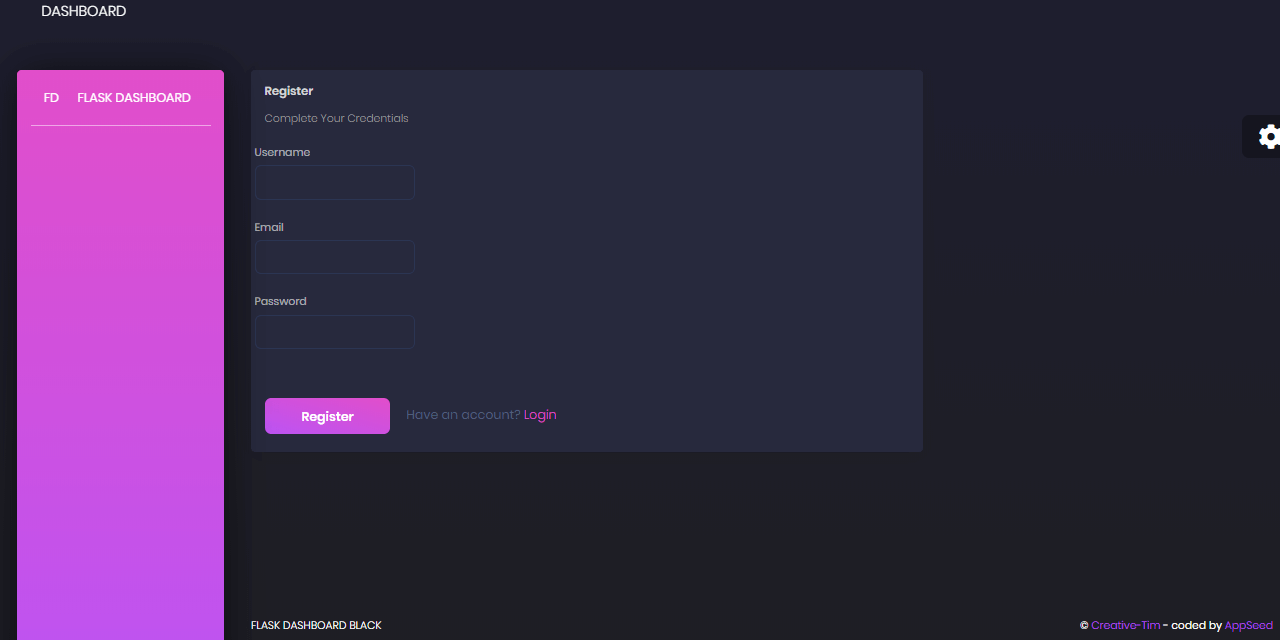 DASHBOARD
FD FLASK DASHBOARD
Register
Complete Your Credentials
Username
Email
Password
Register Have an account? Login
FLASK DASHBOARD BLACK
© Creative-Tim - coded by AppSeed